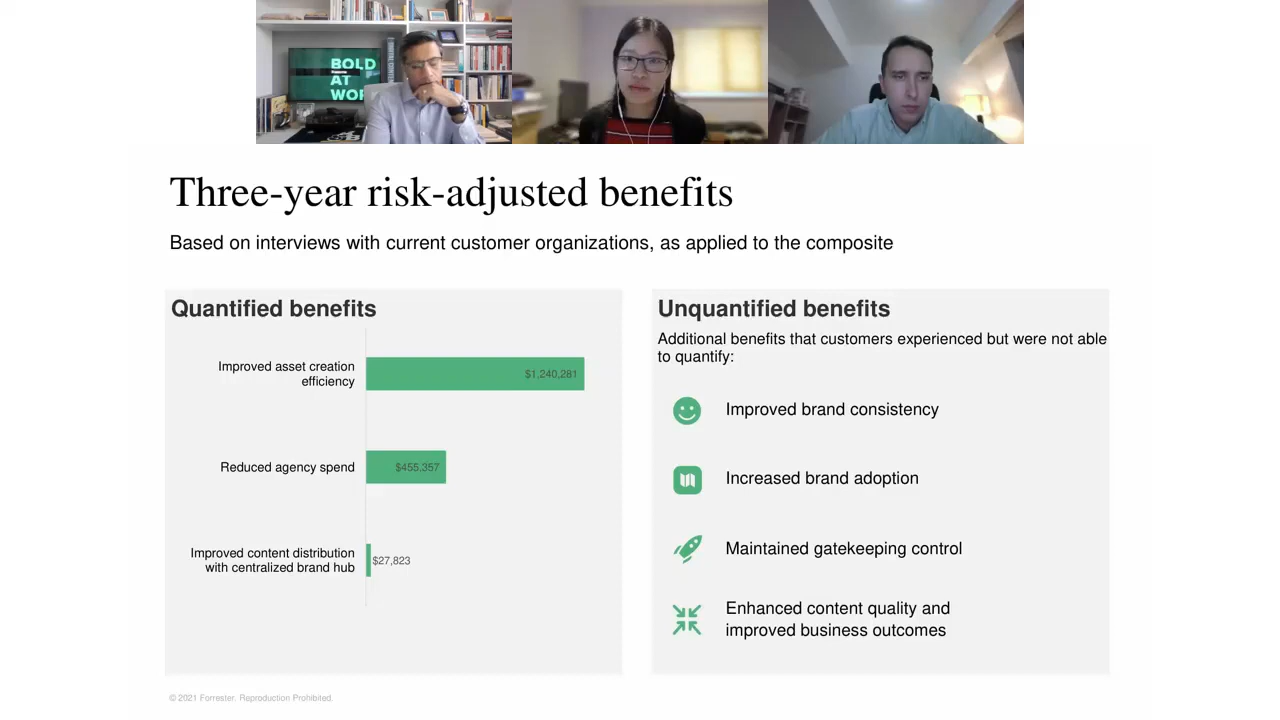 BOLD
AT
WOR
Three-year risk-adjusted benefits
Based on interviews with current customer organizations, as applied to the composite
Quantified benefits
Improved asset creation
efficiency
$1,240,281
Reduced agency spend
$455,357
Improved content distribution
with centralized brand hub
$27,823
Unquantified benefits
Additional benefits that customers experienced but were not able
to quantify:
Improved brand consistency
Increased brand adoption
Maintained gatekeeping control
Enhanced content quality and
improved business outcomes
© 2021 Forrester. Reproduction Prohibited.